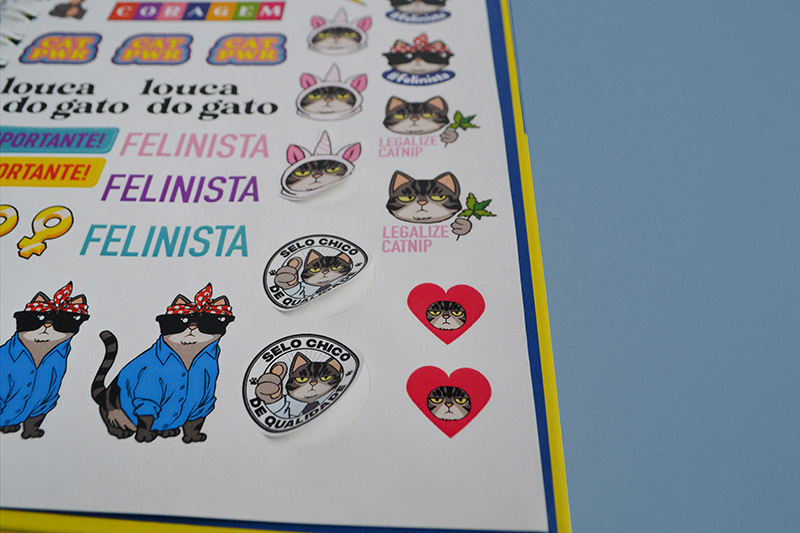 CORAGEM
#felinista
CAT PWR
CAT PWR
CAT PWR
#felinista
louca
do gato
louca
do gato
LEGALIZE
CATNIP
PORTANTE!
FELINISTA
ORTANTE!
FELINISTA
LEGALIZE
CATNIP
FELINISTA
SELO CHICO
DE QUALIDADE
SELO CHICO
DE QUALIDADE